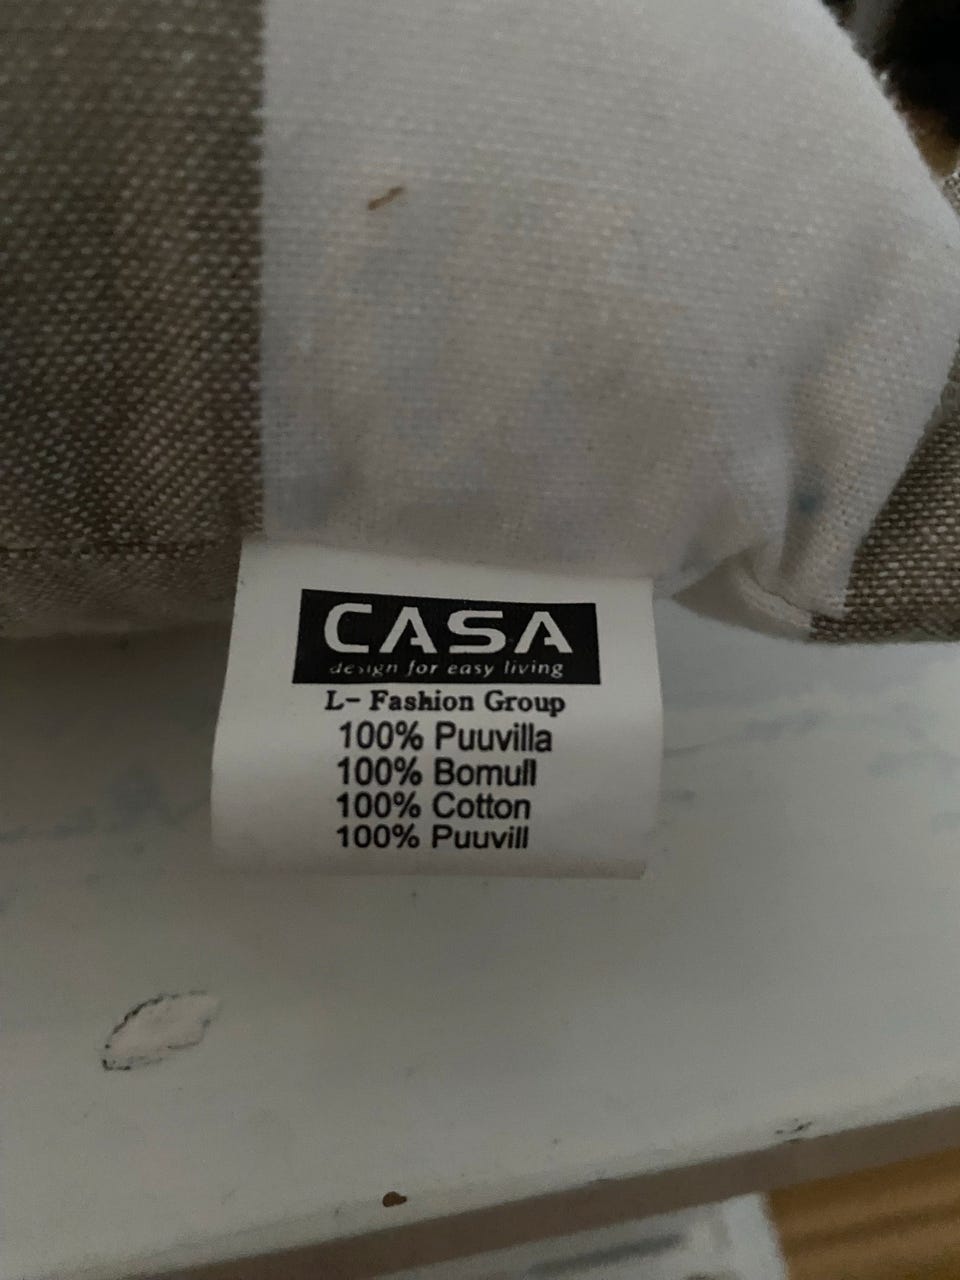 CASA
design for easy living
L- Fashion Group
100% Puuvilla
100% Bomull
100% Cotton
100% Puuvill